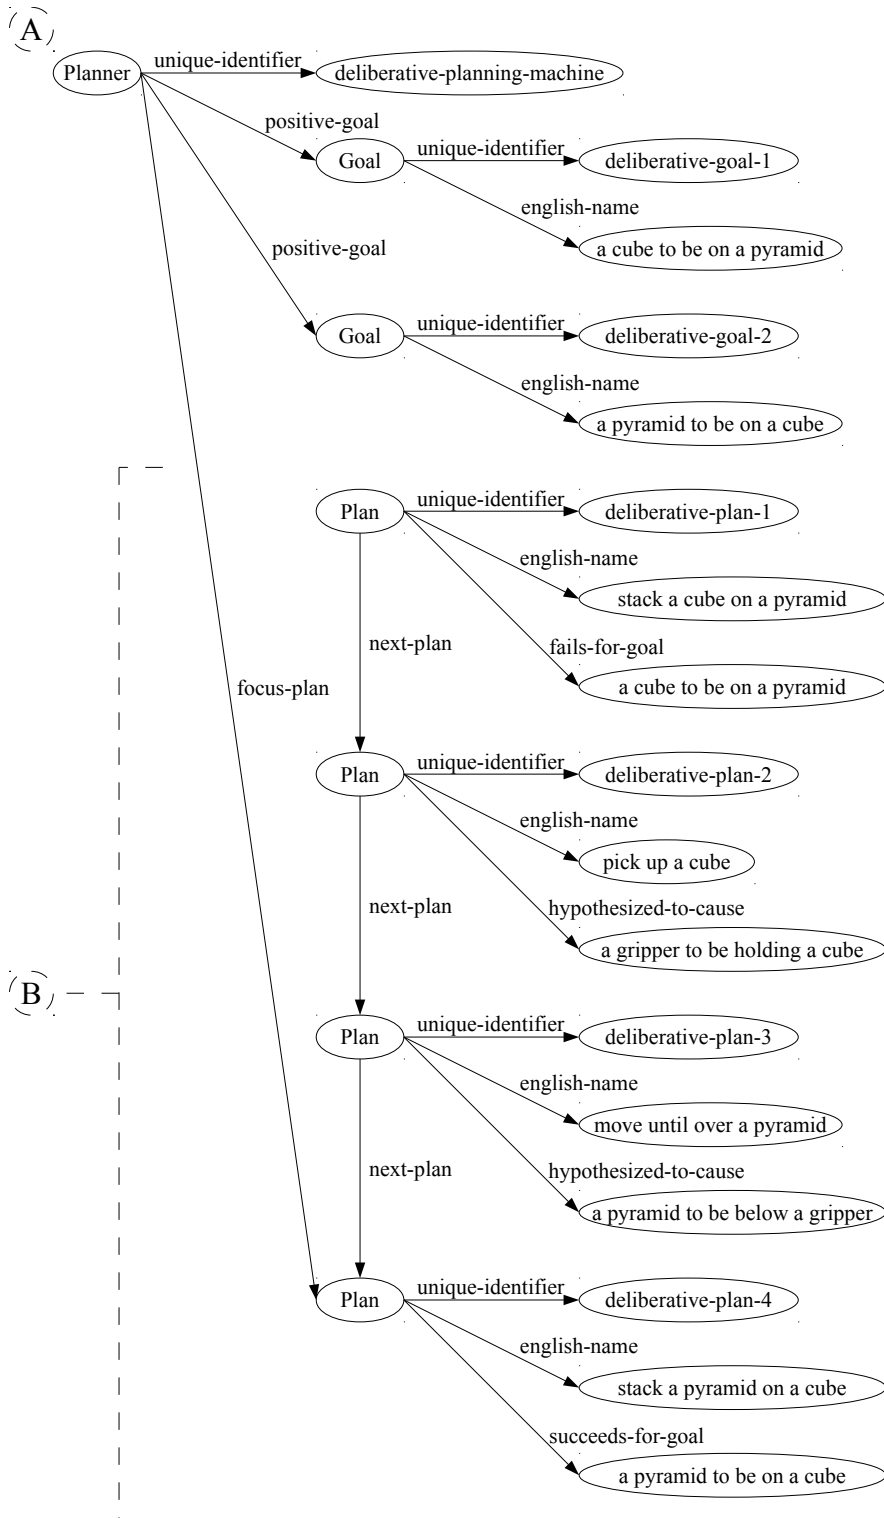 A
Planner
unique-identifier
deliberative-planning-machine
positive-goal
Goal
unique-identifier
deliberative-goal-1
english-name
a cube to be on a pyramid
positive-goal
Goal
unique-identifier
deliberative-goal-2
english-name
a pyramid to be on a cube
Plan
unique-identifier
deliberative-plan-1
english-name
stack a cube on a pyramid
fails-for-goal
a cube to be on a pyramid
next-plan
focus-plan
Plan
unique-identifier
deliberative-plan-2
english-name
pick up a cube
hypothesized-to-cause
a gripper to be holding a cube
next-plan
B
Plan
unique-identifier
deliberative-plan-3
english-name
move until over a pyramid
hypothesized-to-cause
a pyramid to be below a gripper
next-plan
Plan
unique-identifier
deliberative-plan-4
english-name
stack a pyramid on a cube
succeeds-for-goal
a pyramid to be on a cube